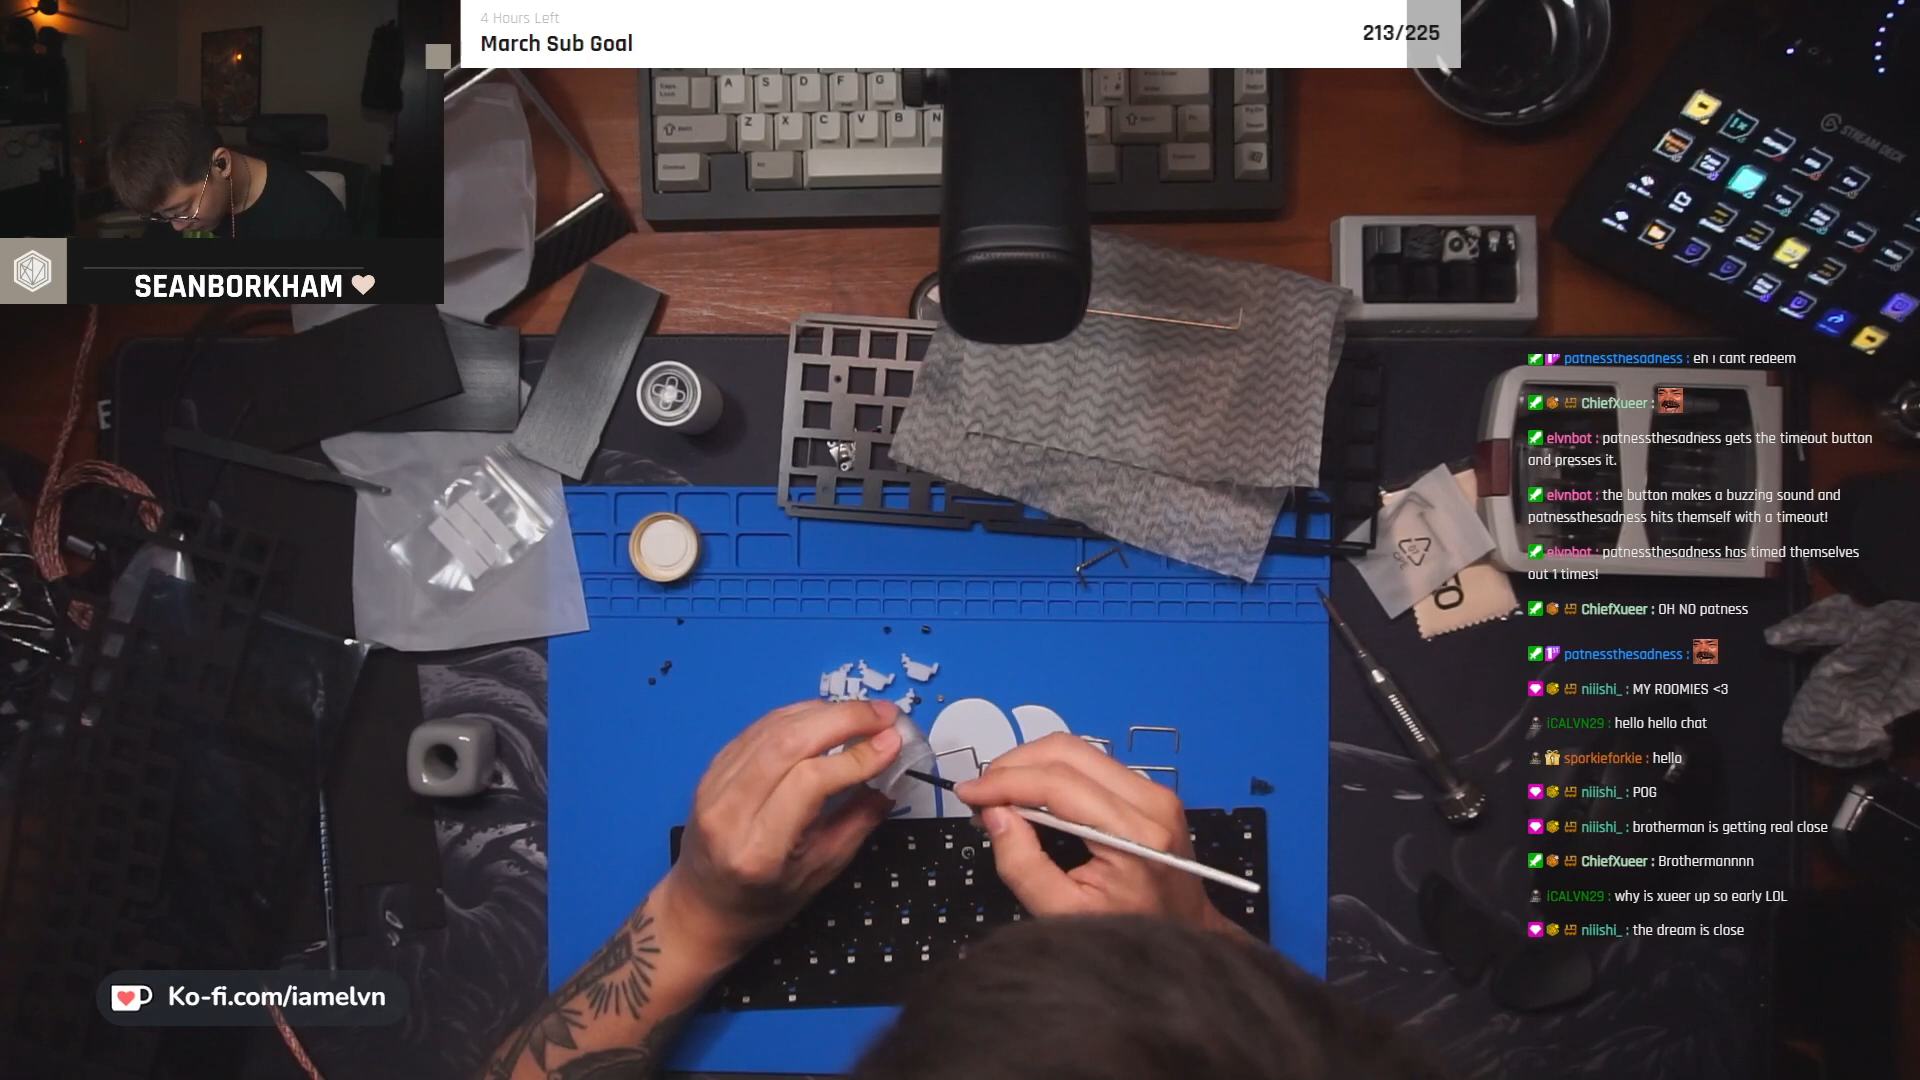 4 Hours Left
March Sub Goal
213/225
A S D F G
Z X C V B N
STREAM DECK
SEANBORKHAM
patnessthesadness : eh i cant redeem
ChiefXueer :
elvnbot : patnessthesadness gets the timeout button
and presses it.
elvnbot : the button makes a buzzing sound and
patnessthesadness hits themself with a timeout!
elvnbot : patnessthesadness has timed themselves
out 1 times!
ChiefXueer : OH NO patness
patnessthesadness :
niiishi_ : MY ROOMIES <3
iCALVN29 : hello hello chat
sporkieforkie : hello
niiishi_ : POG
niiishi_ : brotherman is getting real close
ChiefXueer : Brothermannnn
iCALVN29 : why is xueer up so early LOL
niiishi_ : the dream is close
Ko-fi.com/iamelvn